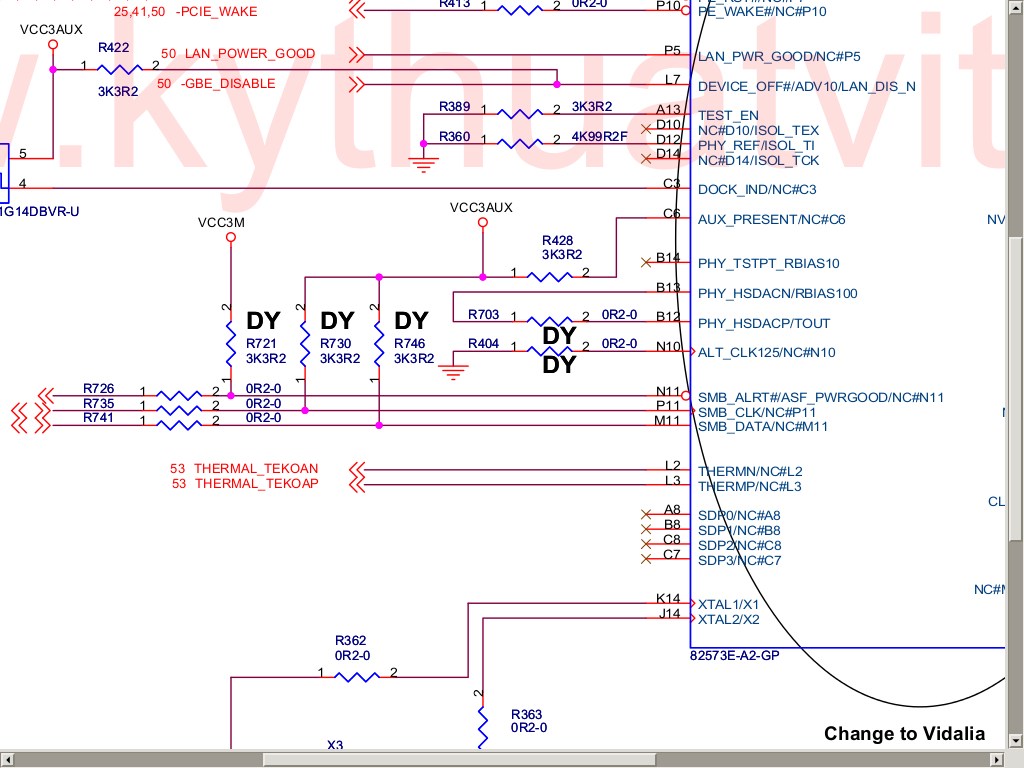 25,41,50 -PCIE_WAKE R413 1 2 0R2-0 P10 PE_WAKE#/NC#P10
VCC3AUX
R422 1 2 3K3R2
50 LAN_POWER_GOOD P5 LAN_PWR_GOOD/NC#P5
50 -GBE_DISABLE L7 DEVICE_OFF#/ADV10/LAN_DIS_N
R389 1 2 3K3R2 A13 TEST_EN
D10 NC#D10/ISOL_TEX
R360 1 2 4K99R2F D12 PHY_REF/ISOL_TI
D14 NC#D14/ISOL_TCK
www.kythuatvit
5
4 C3 DOCK_IND/NC#C3
1G14DBVR-U
VCC3M
VCC3AUX
C6 AUX_PRESENT/NC#C6 NV
R428
3K3R2
1 2
B14 PHY_TSTPT_RBIAS10
B13 PHY_HSDACN/RBIAS100
R703 1 2 0R2-0 B12 PHY_HSDACP/TOUT
DY
R404 1 2 0R2-0 N10 ALT_CLK125/NC#N10
DY
2 DY R721 3K3R2 1
2 DY R730 3K3R2 1
2 DY R746 3K3R2 1
R726 1 2 0R2-0 N11 SMB_ALRT#/ASF_PWRGOOD/NC#N11
R735 1 2 0R2-0 P11 SMB_CLK/NC#P11
R741 1 2 0R2-0 M11 SMB_DATA/NC#M11
53 THERMAL_TEKOAN L2 THERMN/NC#L2
53 THERMAL_TEKOAP L3 THERMP/NC#L3
CL
A8 SDP0/NC#A8
B8 SDP1/NC#B8
C8 SDP2/NC#C8
C7 SDP3/NC#C7
NC#M
K14 XTAL1/X1
J14 XTAL2/X2
R362
0R2-0
1 2
82573E-A2-GP
2
R363
0R2-0
X3
Change to Vidalia